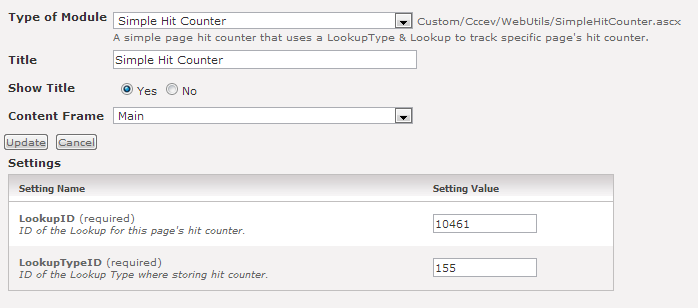 Type of Module Simple Hit Counter Custom/Cccev/WebUtils/SimpleHitCounter.ascx
A simple page hit counter that uses a LookupType & Lookup to track specific page's hit counter.
Title Simple Hit Counter
Show Title Yes No
Content Frame Main
Update Cancel
Settings
Setting Name Setting Value
LookupID (required)
ID of the Lookup for this page's hit counter.
10461
LookupTypeID (required)
ID of the Lookup Type where storing hit counter.
155